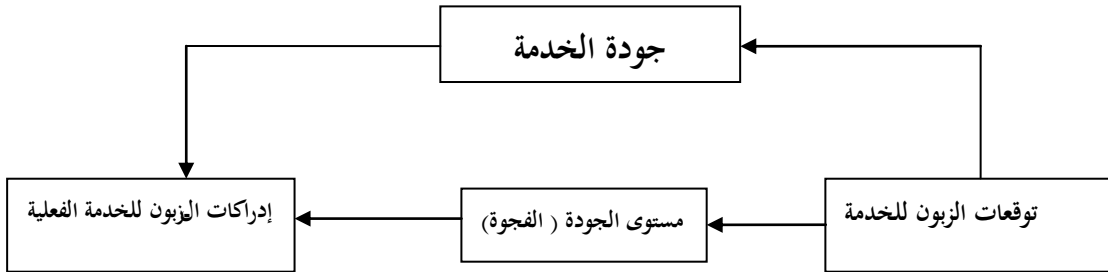 جودة الخدمة
توقعات الزبون للخدمة
مستوى الجودة ( الفجوة)
إدراكات الزبون للخدمة الفعلية